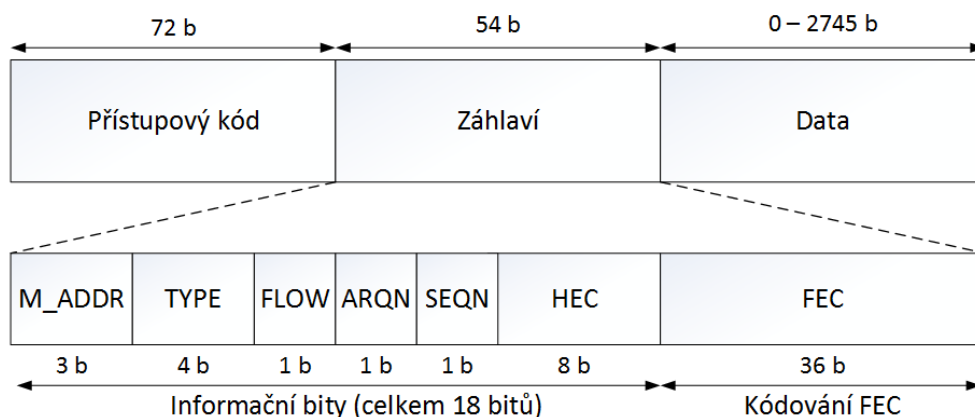 72 b 54 b 0 – 2745 b
Přístupový kód Záhlaví Data
M_ADDR TYPE FLOW ARQN SEQN HEC FEC
3 b 4 b 1 b 1 b 1 b 8 b 36 b
Informační bity (celkem 18 bitů) Kódování FEC